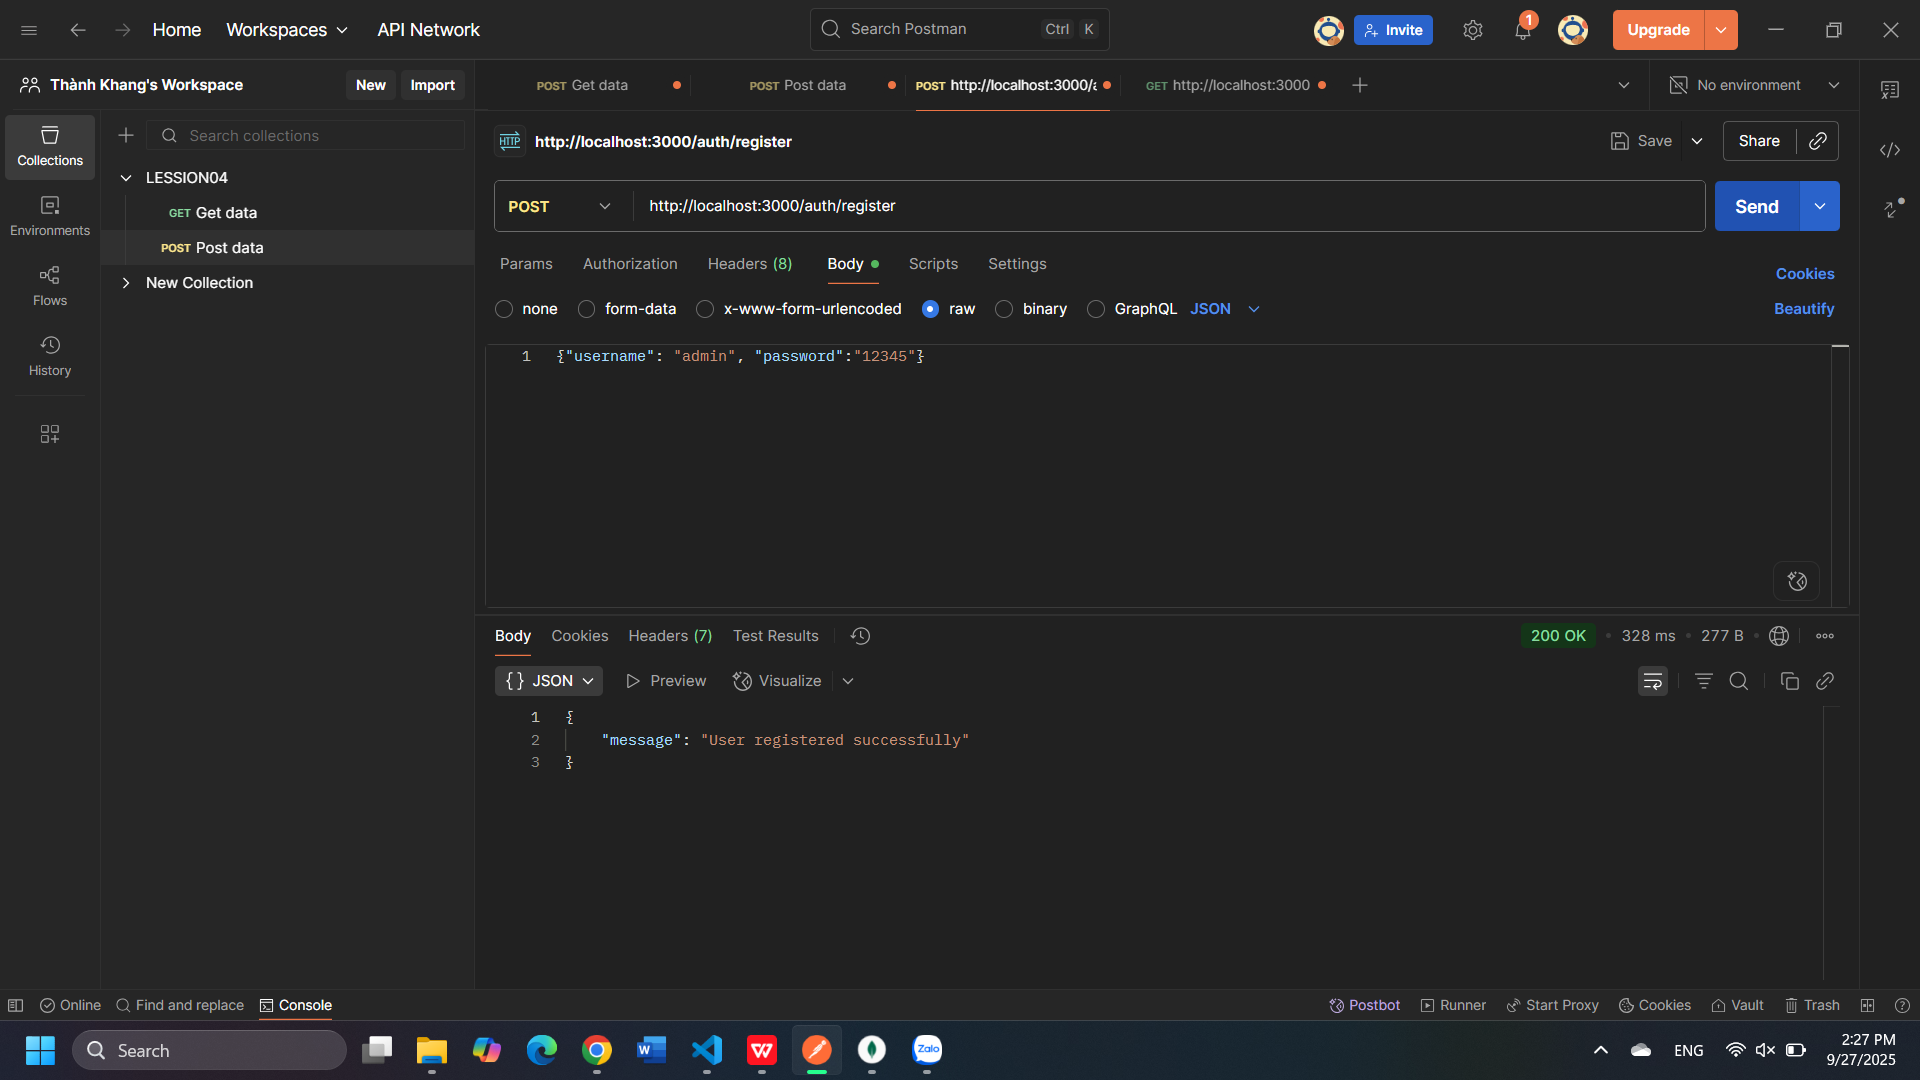 Home
Workspaces
API Network
Search Postman
Ctrl
K
Invite
1
Upgrade
Thành Khang's Workspace
New
Import
POST Get data
POST Post data
POST http://localhost:3000/a
GET http://localhost:3000
No environment
Collections
Search collections
LESSION04
GET Get data
POST Post data
New Collection
Environments
Flows
History
HTTP
http://localhost:3000/auth/register
Save
Share
POST
http://localhost:3000/auth/register
Send
Params
Authorization
Headers (8)
Body
Scripts
Settings
Cookies
none
form-data
x-www-form-urlencoded
raw
binary
GraphQL
JSON
Beautify
1 {"username": "admin", "password":"12345"}
Body
Cookies
Headers (7)
Test Results
200 OK
328 ms
277 B
{} JSON
Preview
Visualize
1 {
2 "message": "User registered successfully"
3 }
Online
Find and replace
Console
Postbot
Runner
Start Proxy
Cookies
Vault
Trash
Search
W
W
Zalo
ENG
2:27 PM
9/27/2025